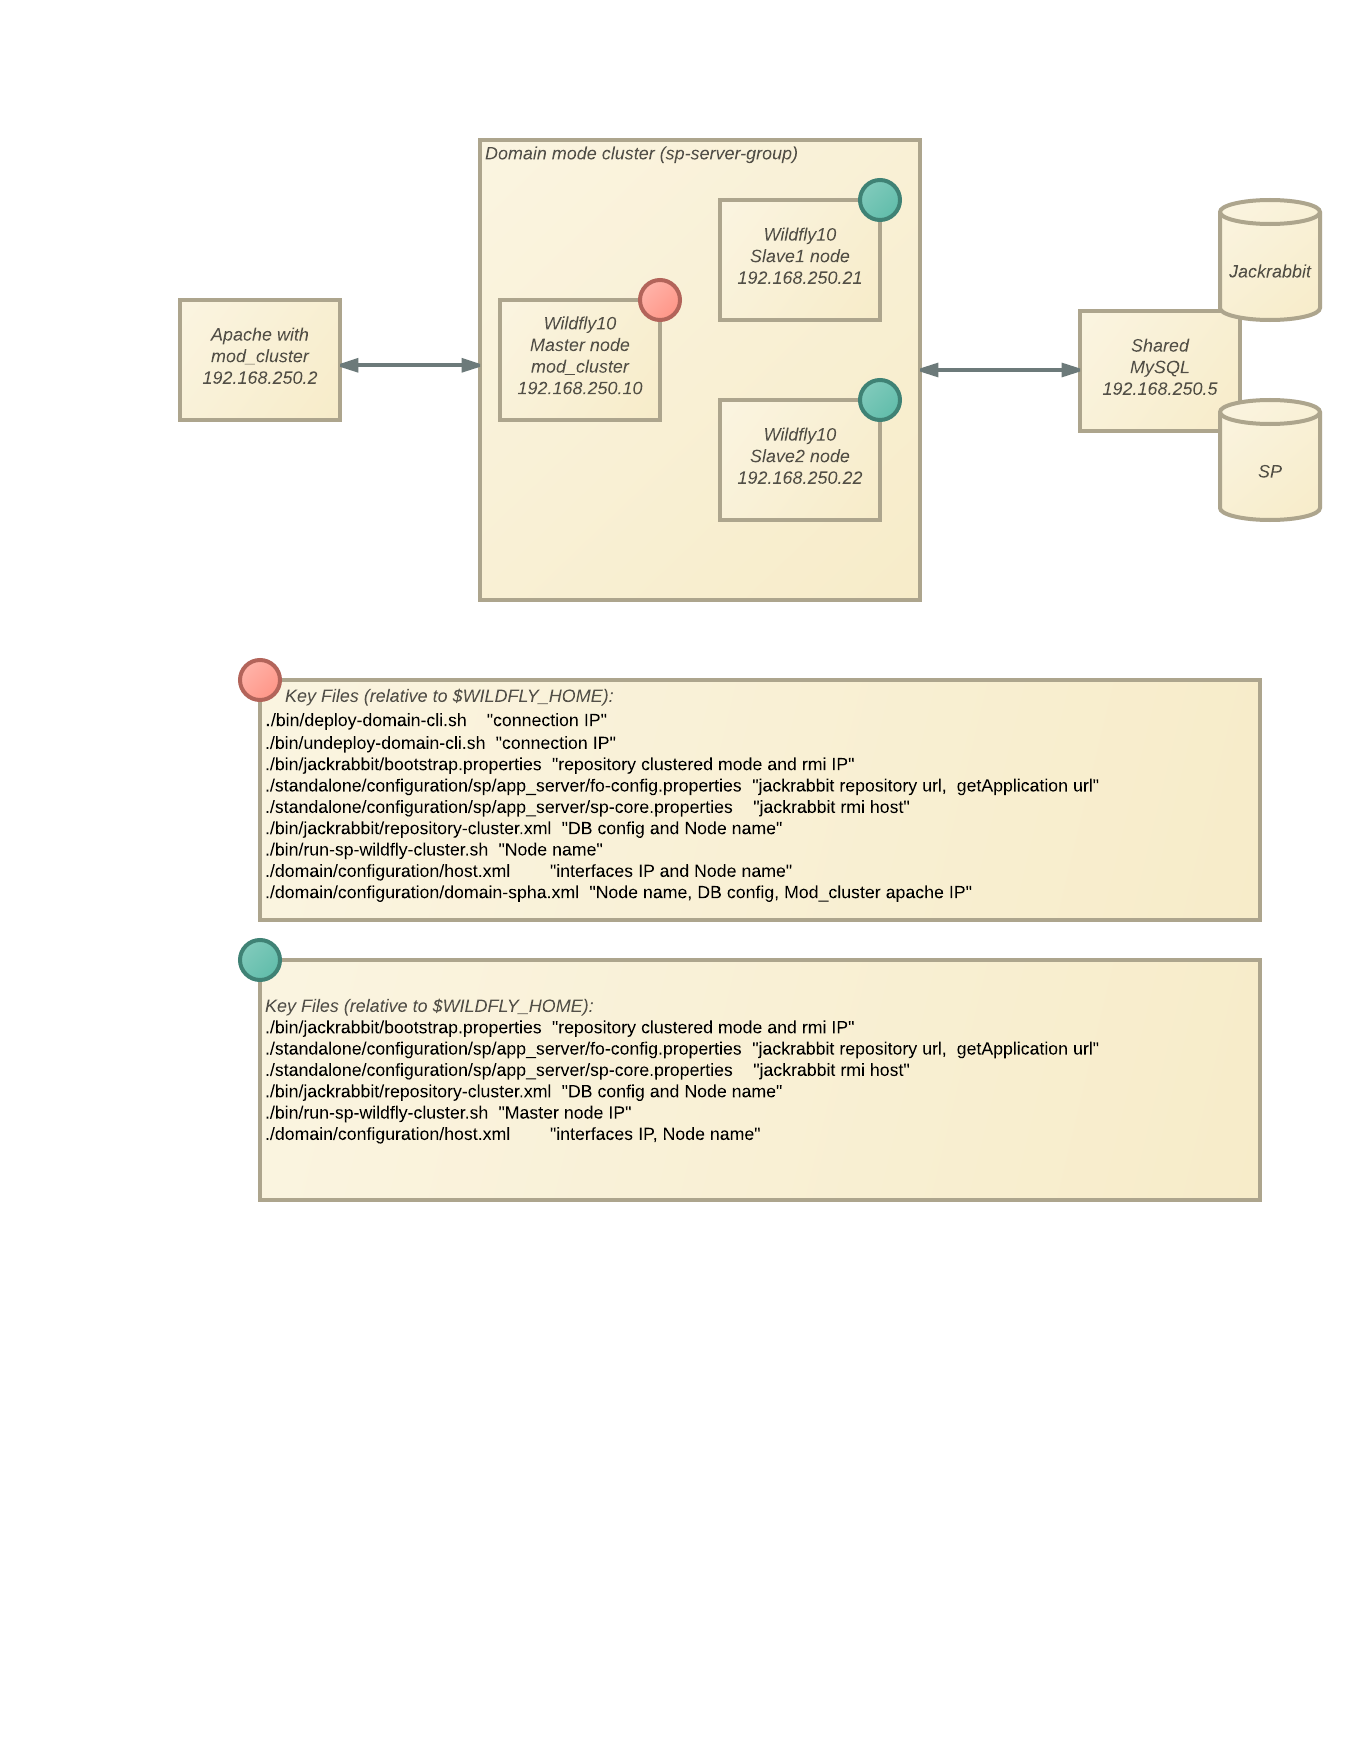 Domain mode cluster (sp-server-group)
Wildfly10
Slave1 node
192.168.250.21
Jackrabbit
Apache with
mod_cluster
192.168.250.2
Wildfly10
Master node
mod_cluster
192.168.250.10
Shared
MySQL
192.168.250.5
Wildfly10
Slave2 node
192.168.250.22
SP
Key Files (relative to $WILDFLY_HOME):
./bin/deploy-domain-cli.sh    "connection IP"
./bin/undeploy-domain-cli.sh  "connection IP"
./bin/jackrabbit/bootstrap.properties  "repository clustered mode and rmi IP"
./standalone/configuration/sp/app_server/fo-config.properties  "jackrabbit repository url,  getApplication url"
./standalone/configuration/sp/app_server/sp-core.properties    "jackrabbit rmi host"
./bin/jackrabbit/repository-cluster.xml  "DB config and Node name"
./bin/run-sp-wildfly-cluster.sh  "Node name"
./domain/configuration/host.xml        "interfaces IP and Node name"
./domain/configuration/domain-spha.xml  "Node name, DB config, Mod_cluster apache IP"
Key Files (relative to $WILDFLY_HOME):
./bin/jackrabbit/bootstrap.properties  "repository clustered mode and rmi IP"
./standalone/configuration/sp/app_server/fo-config.properties  "jackrabbit repository url,  getApplication url"
./standalone/configuration/sp/app_server/sp-core.properties    "jackrabbit rmi host"
./bin/jackrabbit/repository-cluster.xml  "DB config and Node name"
./bin/run-sp-wildfly-cluster.sh  "Master node IP"
./domain/configuration/host.xml        "interfaces IP, Node name"